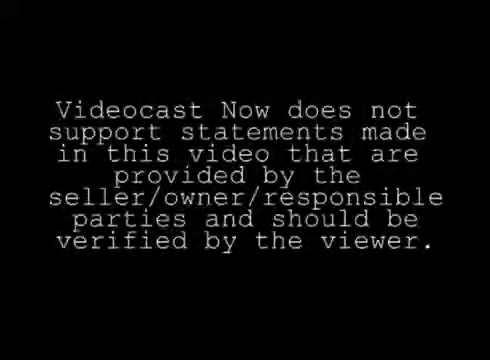 Videocast Now does not
support statements made
in this video that are
provided by the
seller/owner/responsible
parties and should be
verified by the viewer.